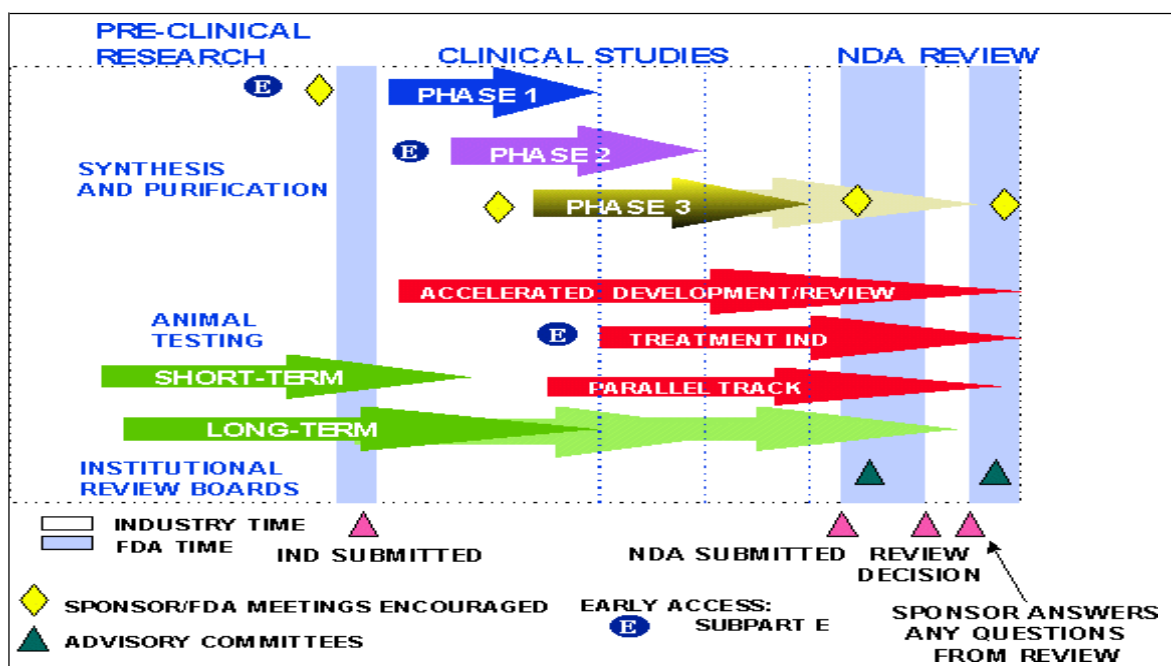 PRE-CLINICAL
RESEARCH
CLINICAL STUDIES
NDA REVIEW
E
PHASE 1
E
PHASE 2
SYNTHESIS
AND PURIFICATION
PHASE 3
ACCELERATED DEVELOPMENT/REVIEW
ANIMAL
TESTING
E
TREATMENT IND
SHORT-TERM
PARALLEL TRACK
LONG-TERM
INSTITUTIONAL
REVIEW BOARDS
INDUSTRY TIME
FDA TIME
IND SUBMITTED
NDA SUBMITTED
REVIEW
DECISION
SPONSOR/FDA MEETINGS ENCOURAGED
ADVISORY COMMITTEES
EARLY ACCESS:
E
SUBPART E
SPONSOR ANSWERS
ANY QUESTIONS
FROM REVIEW